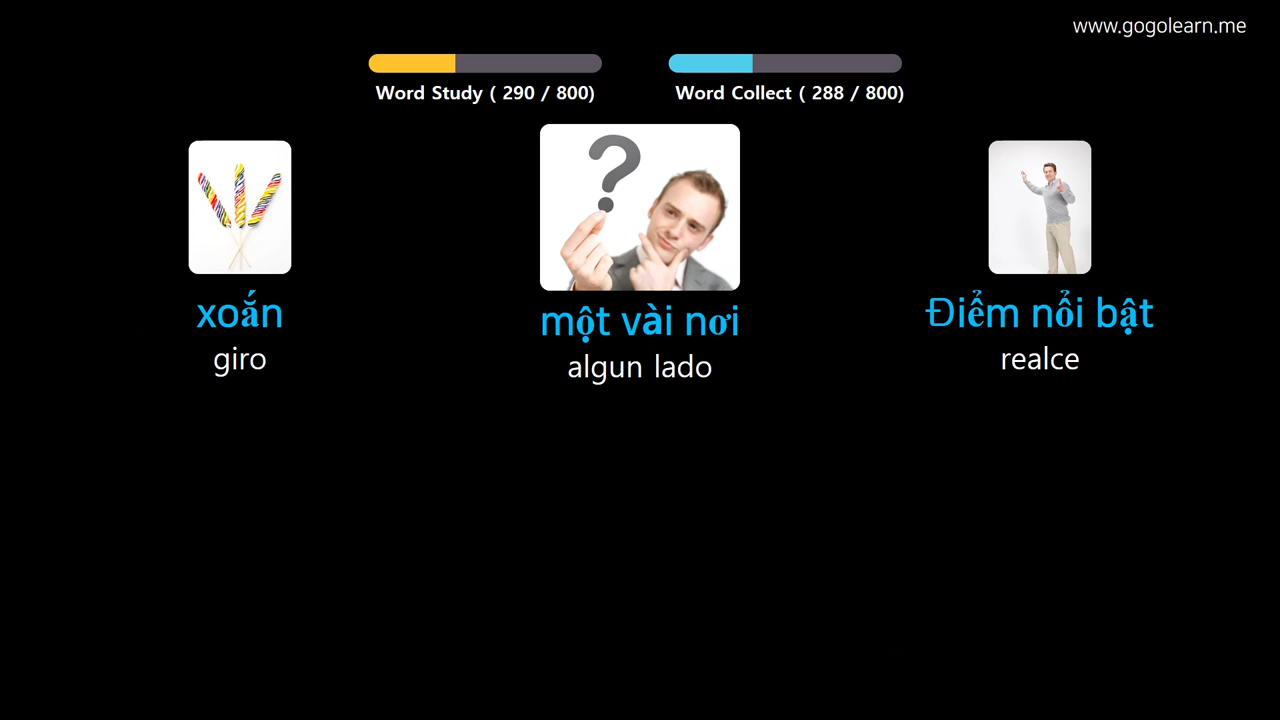 www.gogolearn.me
Word Study ( 290 / 800)
Word Collect ( 288 / 800)
xoắn
giro
một vài nơi
algun lado
Điểm nổi bật
realce